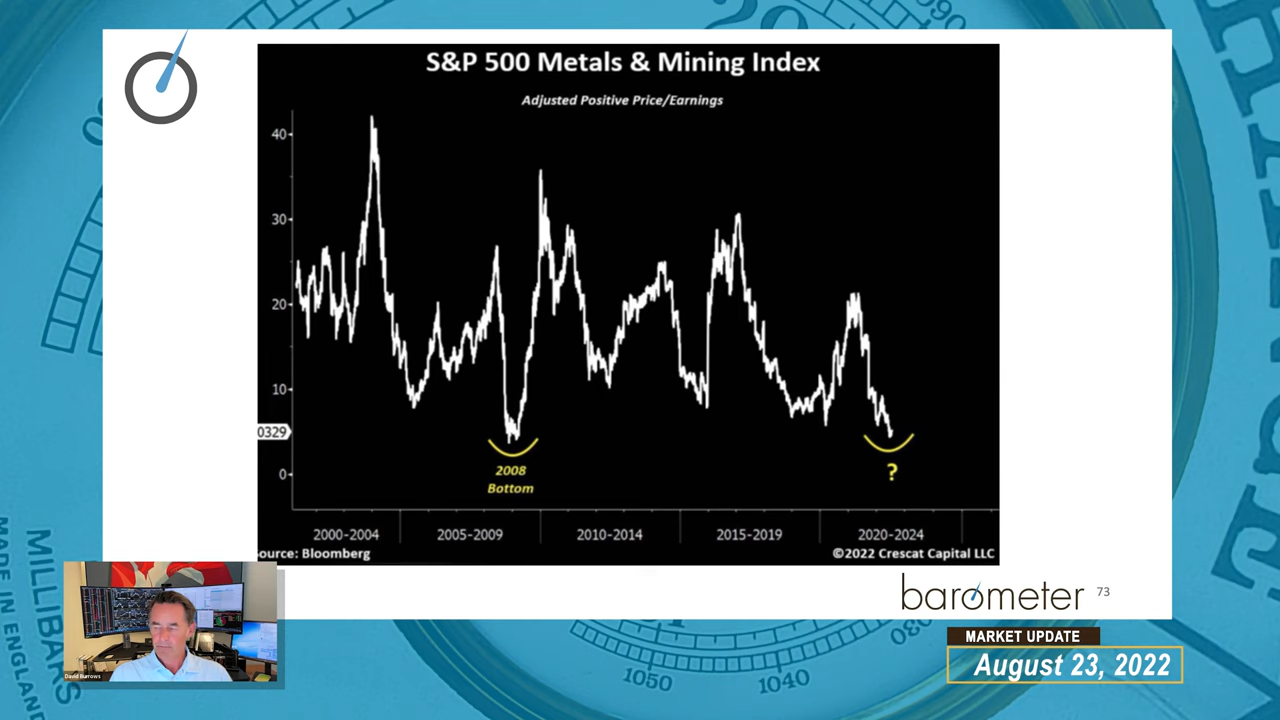 S&P 500 Metals & Mining Index
Adjusted Positive Price/Earnings
40
30
20
10
0329
0
2008
Bottom
?
2000-2004
2005-2009
2010-2014
2015-2019
2020-2024
ource: Bloomberg
©2022 Crescat Capital LLC
barometer
73
MARKET UPDATE
August 23, 2022
David Burrows
MILLIBARS
MADE IN ENGLAND
1050
1040